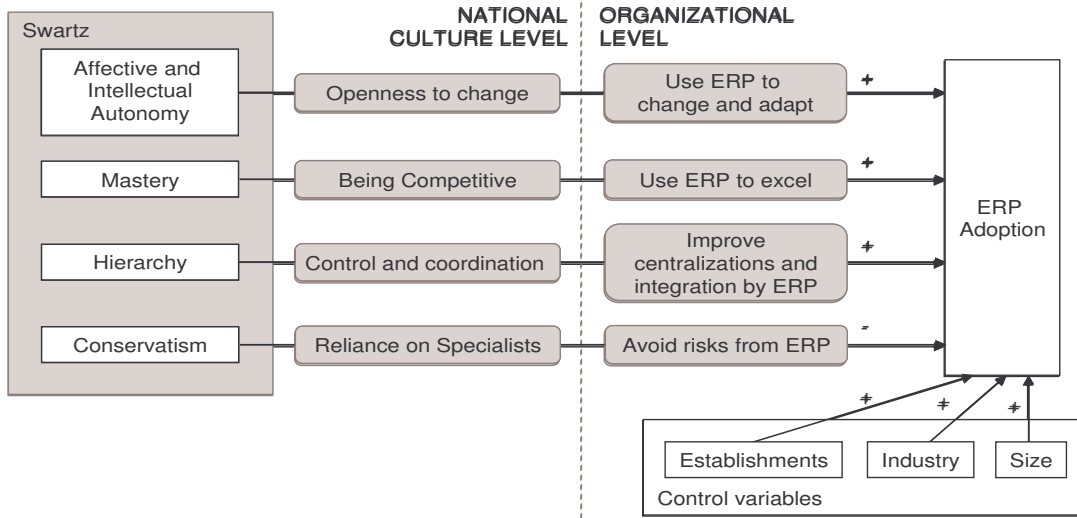 NATIONAL
CULTURE LEVEL
ORGANIZATIONAL
LEVEL
Swartz
Affective and
Intellectual
Autonomy
Openness to change
Use ERP to
change and adapt
+
Mastery
Being Competitive
Use ERP to excel
+
ERP
Adoption
Hierarchy
Control and coordination
Improve
centralizations and
integration by ERP
+
Conservatism
Reliance on Specialists
Avoid risks from ERP
-
+
+
+
Establishments
Industry
Size
Control variables